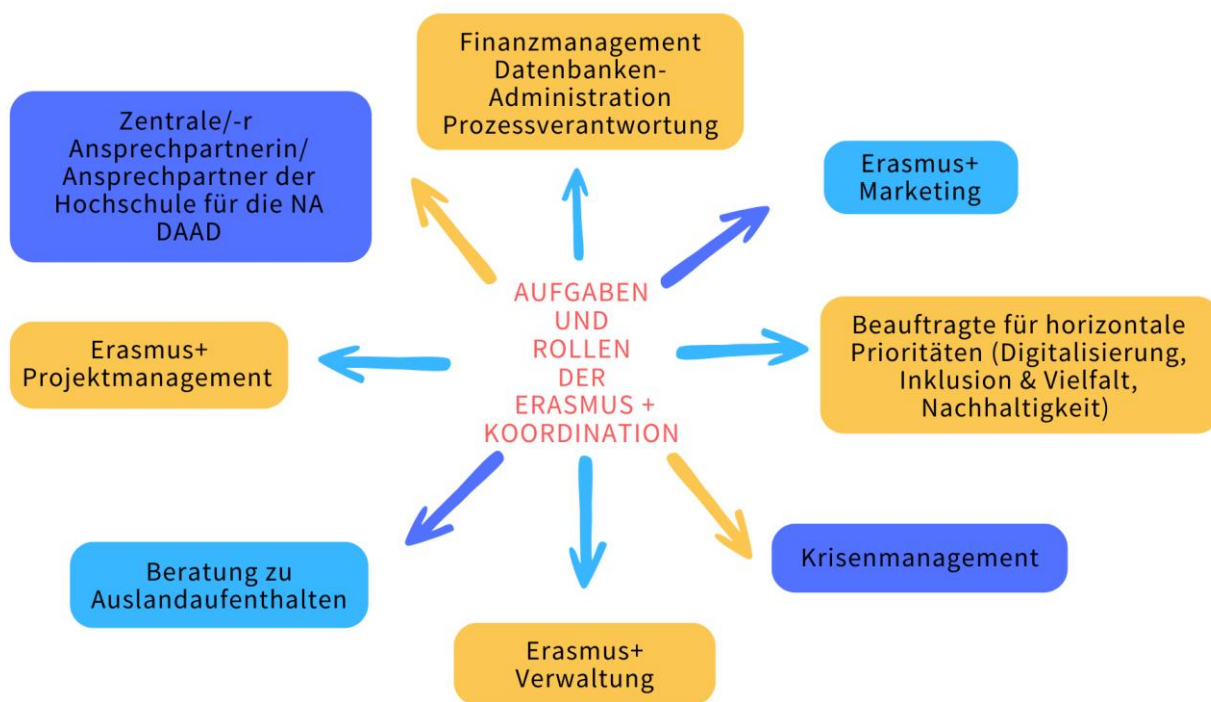 Finanzmanagement
Datenbanken-
Administration
Prozessverantwortung
Zentrale/-r
Ansprechpartnerin/
Ansprechpartner der
Hochschule für die NA
DAAD
Erasmus+
Marketing
AUFGABEN
UND
ROLLEN
DER
ERASMUS +
KOORDINATION
Erasmus+
Projektmanagement
Beauftragte für horizontale
Prioritäten (Digitalisierung,
Inklusion & Vielfalt,
Nachhaltigkeit)
Beratung zu
Auslandaufenthalten
Krisenmanagement
Erasmus+
Verwaltung